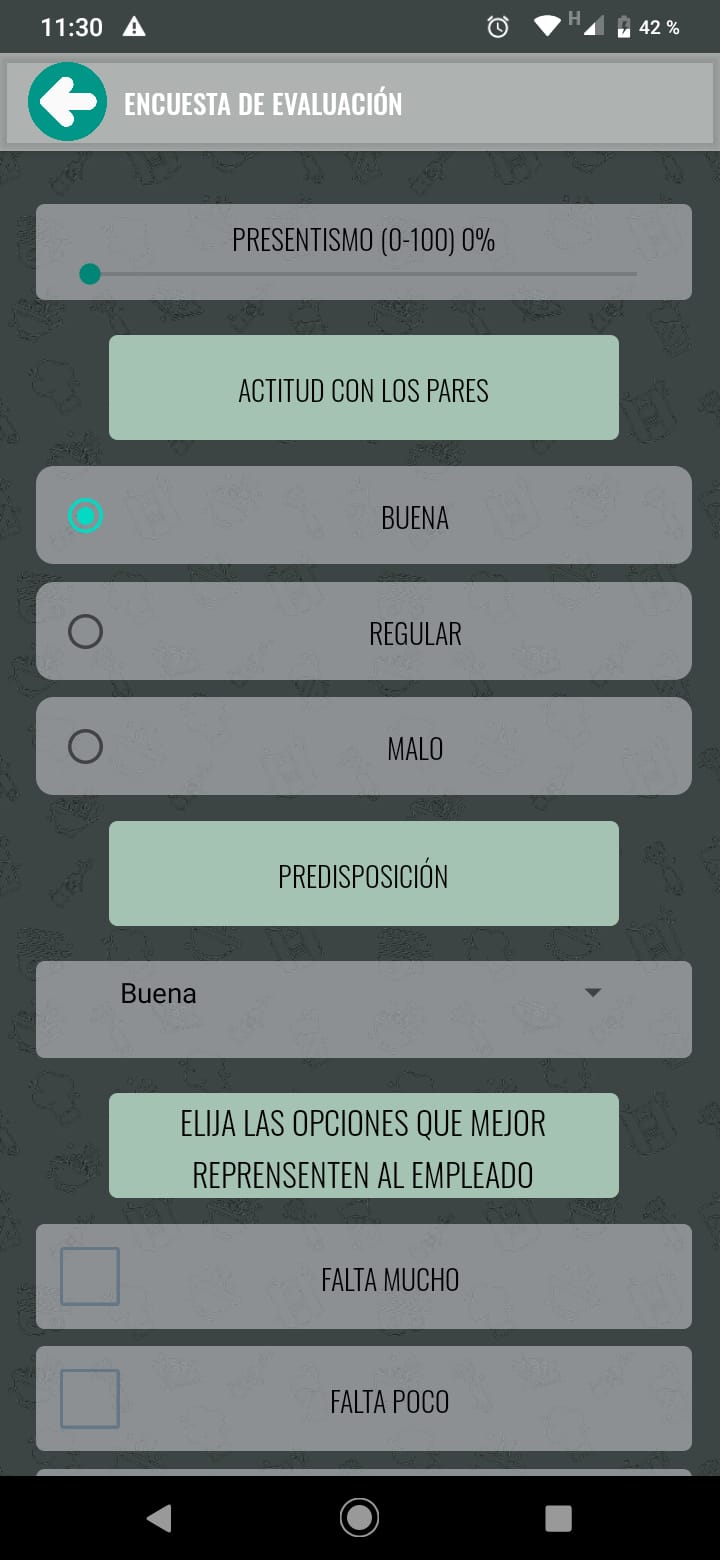 11:30
H
42 %
ENCUESTA DE EVALUACIÓN
PRESENTISMO (0-100) 0%
ACTITUD CON LOS PARES
BUENA
REGULAR
MALO
PREDISPOSICIÓN
Buena
ELIJA LAS OPCIONES QUE MEJOR
REPRENSENTEN AL EMPLEADO
FALTA MUCHO
FALTA POCO